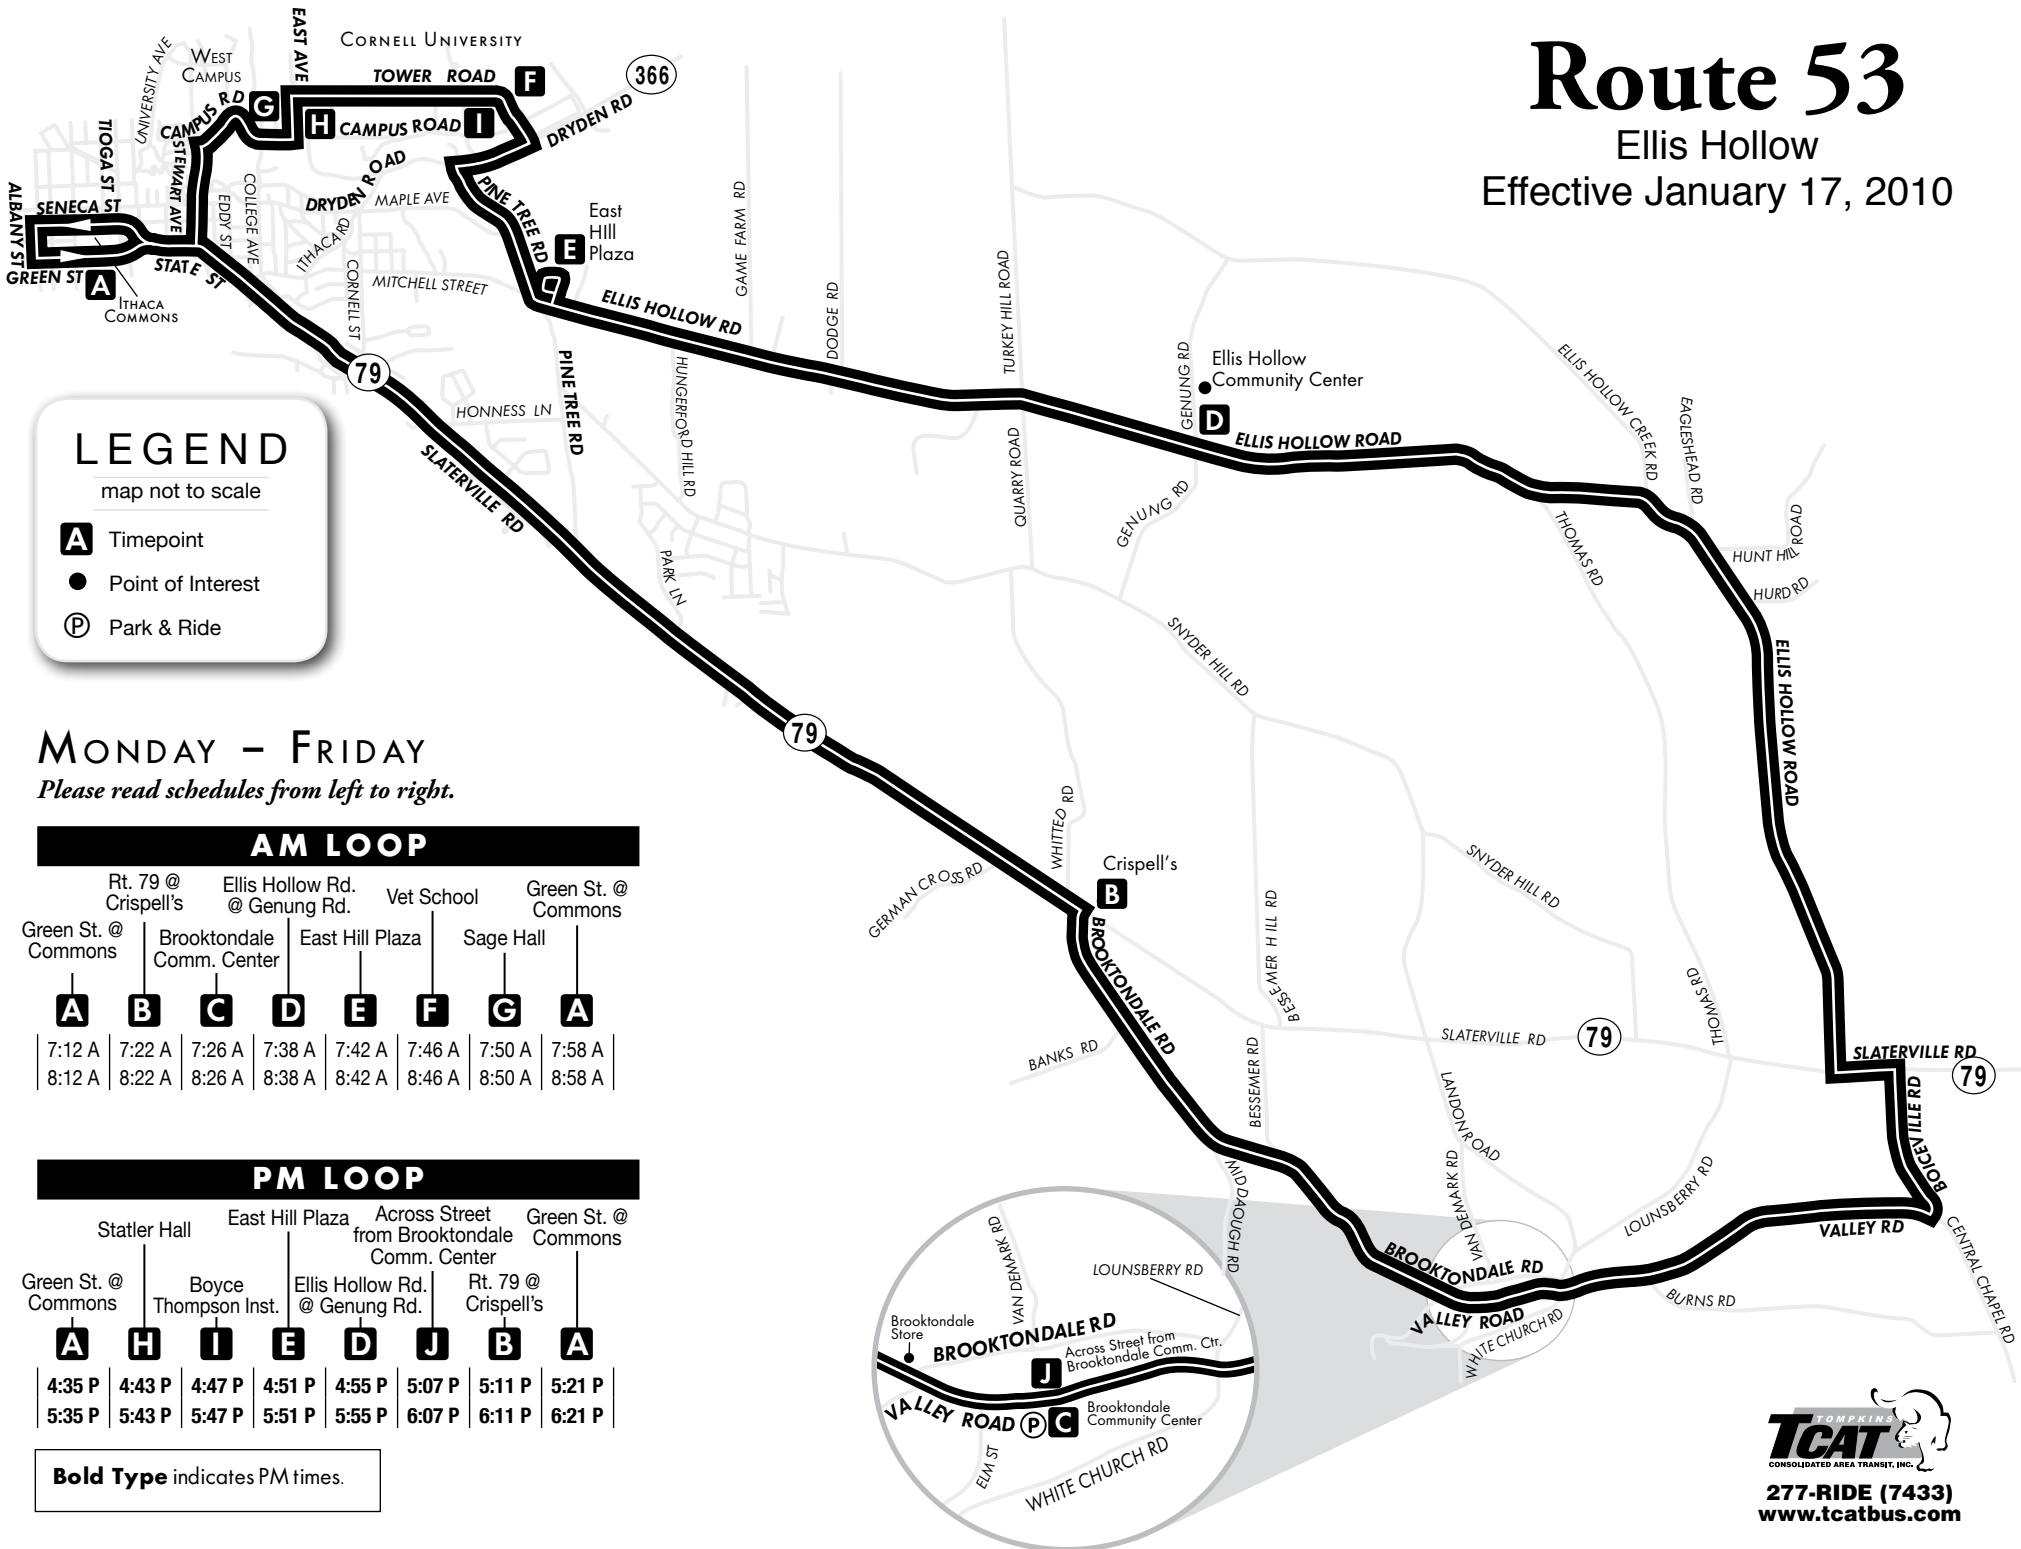 Route 53
Ellis Hollow
Effective January 17, 2010
EAST AVE
CORNELL UNIVERSITY
WEST
CAMPUS
UNIVERSITY AVE
TOWER ROAD
F
366
CAMPUS RD
G
H
CAMPUS ROAD
I
DRYDEN RD
TIOGA ST
STEWART AVE
DRYDEN ROAD
MAPLE AVE
PINE TREE RD
ALBANY ST
SENECA ST
EDDY ST
COLLEGE AVE
ITHACA RD
East
HIll
Plaza
E
GREEN ST
A
STATE ST
ITHACA
COMMONS
CORNELL ST
MITCHELL STREET
ELLIS HOLLOW RD
GAME FARM RD
DODGE RD
TURKEY HILL ROAD
GENUNG RD
Ellis Hollow
Community Center
D
ELLIS HOLLOW ROAD
ELLIS HOLLOW CREEK RD
EAGLESHEAD RD
79
HONNESS LN
PINE TREE RD
HUNGERFORD HILL RD
SLATERVILLE RD
QUARRY ROAD
GENUNG RD
THOMAS RD
HUNT HILL ROAD
HURD RD
PARK LN
SNYDER HILL RD
ELLIS HOLLOW ROAD
LEGEND
map not to scale
A Timepoint
Point of Interest
P Park & Ride
79
WHITTED RD
GERMAN CROSS RD
Crispell's
B
BROOKTONDALE RD
BESSEMER HILL RD
BESSEMER
SNYDER HILL RD
THOMAS RD
BANKS RD
BESSEMER RD
SLATERVILLE RD
79
SLATERVILLE RD
79
LANDON ROAD
BOICEVILLE RD
MIDDAOUGH RD
VAN DEMARK RD
LOUNSBERRY RD
VALLEY RD
CENTRAL CHAPEL RD
BROOKTONDALE RD
VALLEY ROAD
WHITE CHURCH RD
BURNS RD
VAN DEMARK RD
LOUNSBERRY RD
Brooktondale
Store
BROOKTONDALE RD
J
Across Street from
Brooktondale Comm. Ctr.
VALLEY ROAD
P
C
Brooktondale
Community Center
ELM ST
WHITE CHURCH RD
MONDAY – FRIDAY
Please read schedules from left to right.
AM LOOP
Green St. @
Commons
Rt. 79 @
Crispell's
Brooktondale
Comm. Center
Ellis Hollow Rd.
@ Genung Rd.
East Hill Plaza
Vet School
Sage Hall
Green St. @
Commons
A B C D E F G A
7:12 A 7:22 A 7:26 A 7:38 A 7:42 A 7:46 A 7:50 A 7:58 A
8:12 A 8:22 A 8:26 A 8:38 A 8:42 A 8:46 A 8:50 A 8:58 A
PM LOOP
Green St. @
Commons
Statler Hall
Boyce
Thompson Inst.
East Hill Plaza
Ellis Hollow Rd.
@ Genung Rd.
Across Street
from Brooktondale
Comm. Center
Rt. 79 @
Crispell's
Green St. @
Commons
A H I E D J B A
4:35 P 4:43 P 4:47 P 4:51 P 4:55 P 5:07 P 5:11 P 5:21 P
5:35 P 5:43 P 5:47 P 5:51 P 5:55 P 6:07 P 6:11 P 6:21 P
Bold Type indicates PM times.
TOMPKINS
TCAT
CONSOLIDATED AREA TRANSIT, INC.
277-RIDE (7433)
www.tcatbus.com